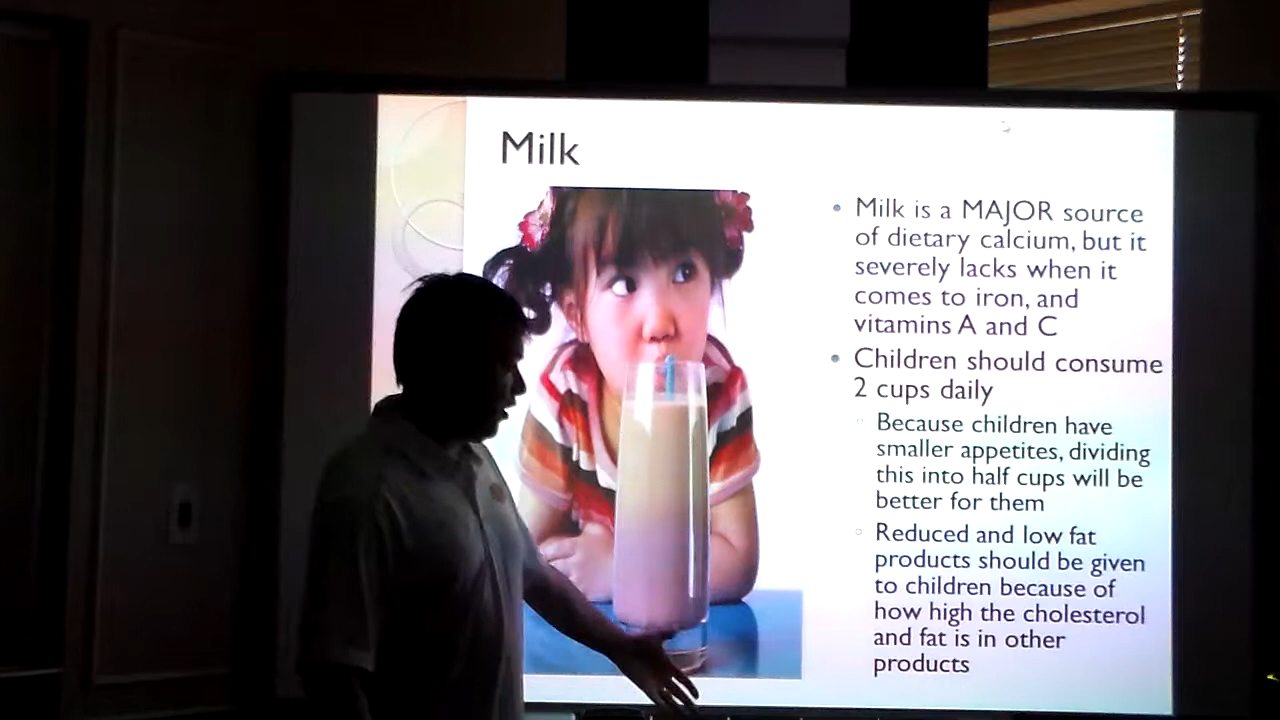 Milk
Milk is a MAJOR source
of dietary calcium, but it
severely lacks when it
comes to iron, and
vitamins A and C
Children should consume
2 cups daily
Because children have
smaller appetites, dividing
this into half cups will be
better for them
Reduced and low fat
products should be given
to children because of
how high the cholesterol
and fat is in other
products